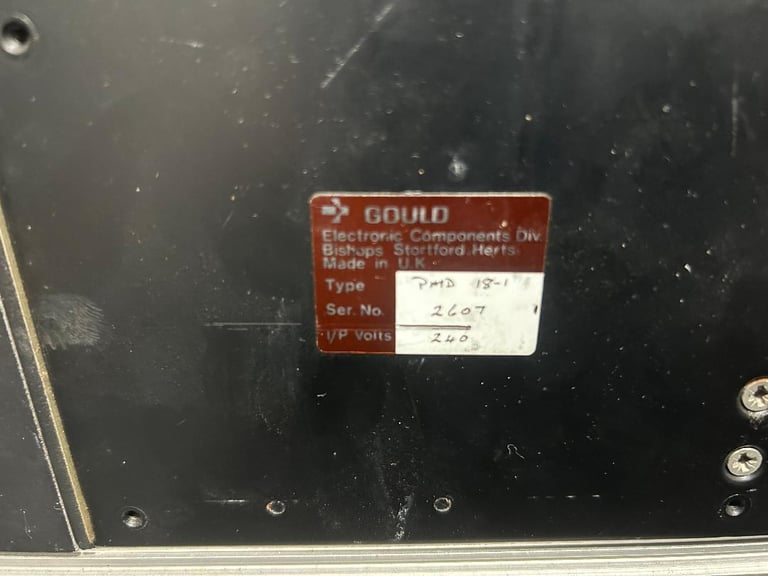 GOULD
Electronic Components Div.
Bishops Stortford. Herts.
Made in U.K.
Type PMD 18-1
Ser. No. 2607
I/P Volts 240